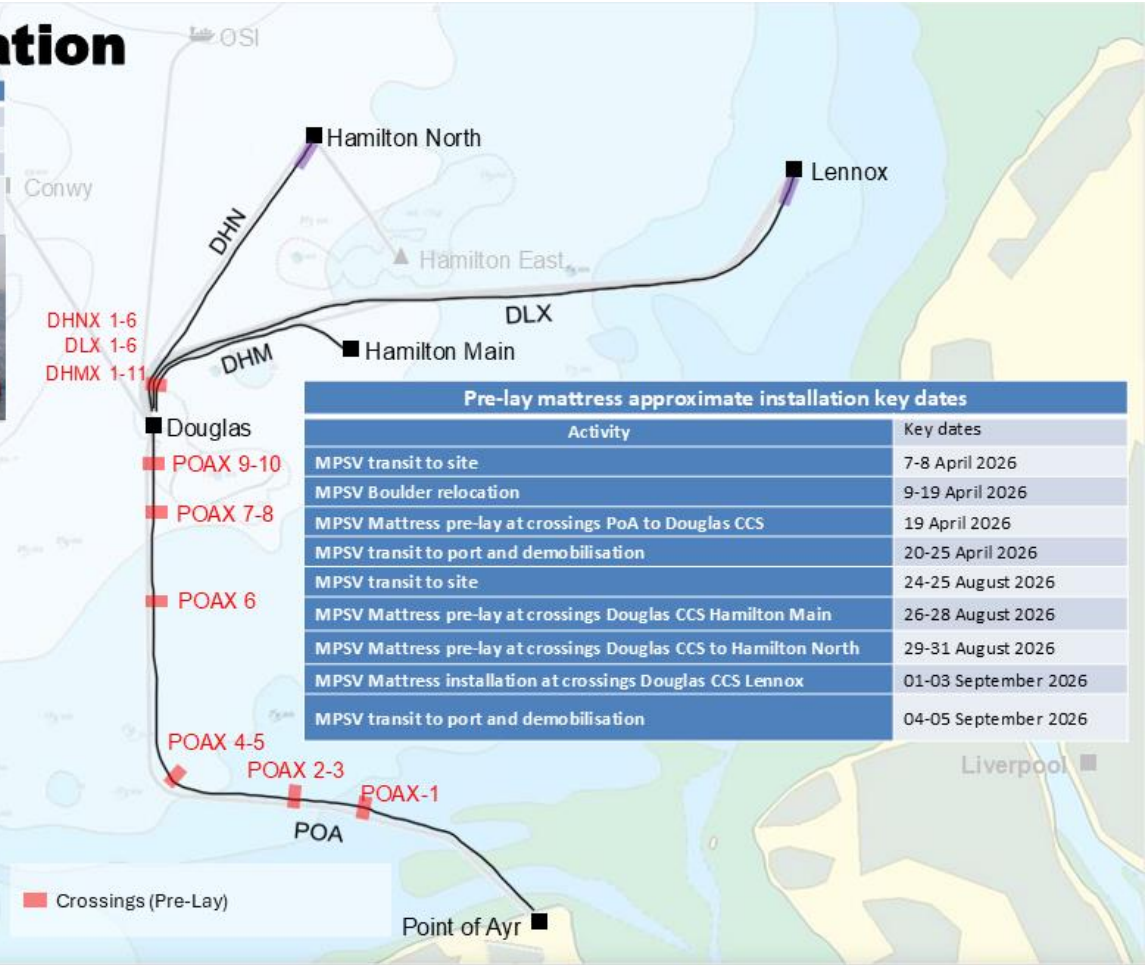 ation
OSI
Hamilton North
Lennox
Conwy
DHN
Hamilton East
DHNX 1-6
DLX 1-6
DHMX 1-11
DLX
DHM
Hamilton Main
Douglas
POAX 9-10
POAX 7-8
POAX 6
POAX 4-5
POAX 2-3
POAX-1
POA
Point of Ayr
Liverpool
Crossings (Pre-Lay)
Pre-lay mattress approximate installation key dates
Activity Key dates
MPSV transit to site 7-8 April 2026
MPSV Boulder relocation 9-19 April 2026
MPSV Mattress pre-lay at crossings PoA to Douglas CCS 19 April 2026
MPSV transit to port and demobilisation 20-25 April 2026
MPSV transit to site 24-25 August 2026
MPSV Mattress pre-lay at crossings Douglas CCS Hamilton Main 26-28 August 2026
MPSV Mattress pre-lay at crossings Douglas CCS to Hamilton North 29-31 August 2026
MPSV Mattress installation at crossings Douglas CCS Lennox 01-03 September 2026
MPSV transit to port and demobilisation 04-05 September 2026